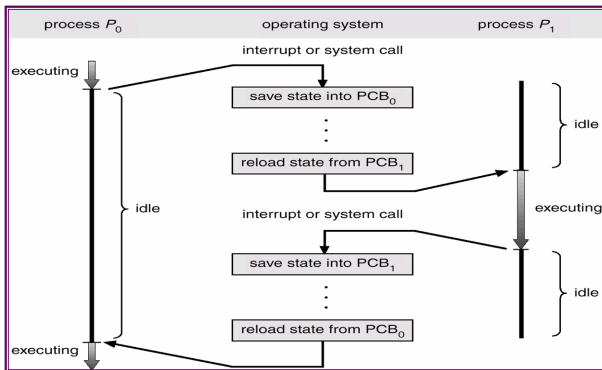 process P0 operating system process P1
interrupt or system call
executing
save state into PCB0
idle
reload state from PCB1
idle
executing
interrupt or system call
save state into PCB1
idle
reload state from PCB0
executing